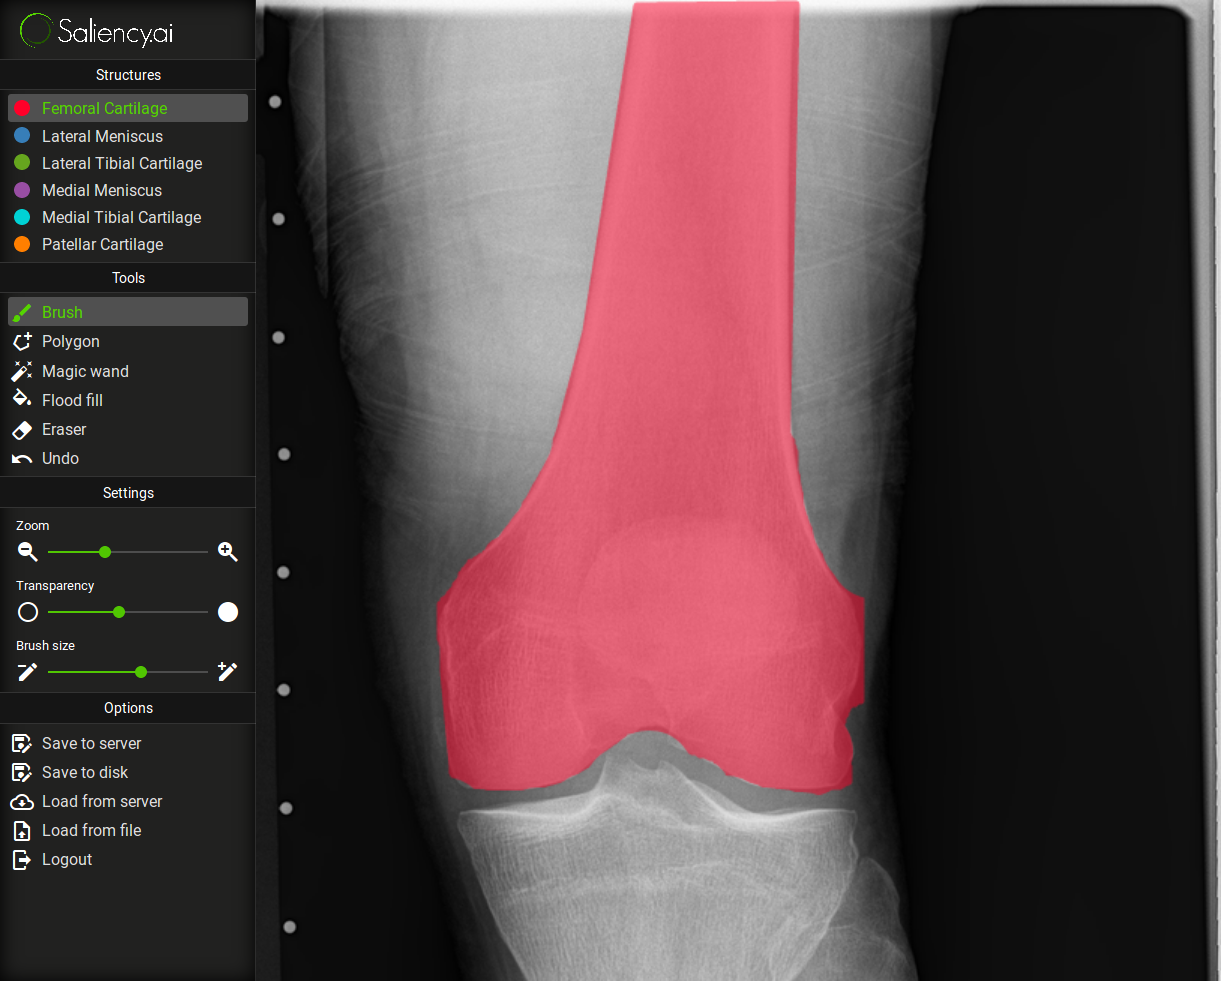 Saliency.ai
Structures
Femoral Cartilage
Lateral Meniscus
Lateral Tibial Cartilage
Medial Meniscus
Medial Tibial Cartilage
Patellar Cartilage
Tools
Brush
Polygon
Magic wand
Flood fill
Eraser
Undo
Settings
Zoom
Transparency
Brush size
Options
Save to server
Save to disk
Load from server
Load from file
Logout